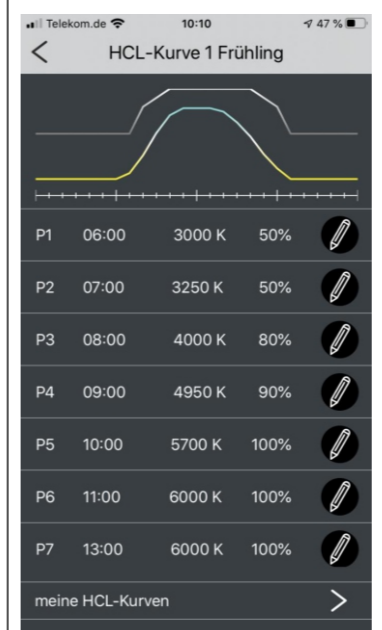 Telekom.de 10:10 47 %
HCL-Kurve 1 Frühling
P1 06:00 3000 K 50%
P2 07:00 3250 K 50%
P3 08:00 4000 K 80%
P4 09:00 4950 K 90%
P5 10:00 5700 K 100%
P6 11:00 6000 K 100%
P7 13:00 6000 K 100%
meine HCL-Kurven